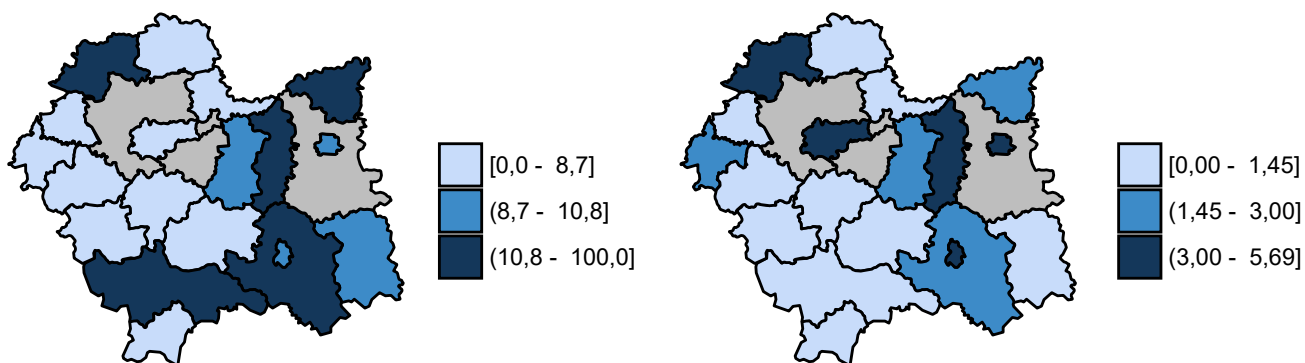 [0,0 - 8,7]
(8,7 - 10,8]
(10,8 - 100,0]
[0,00 - 1,45]
(1,45 - 3,00]
(3,00 - 5,69]